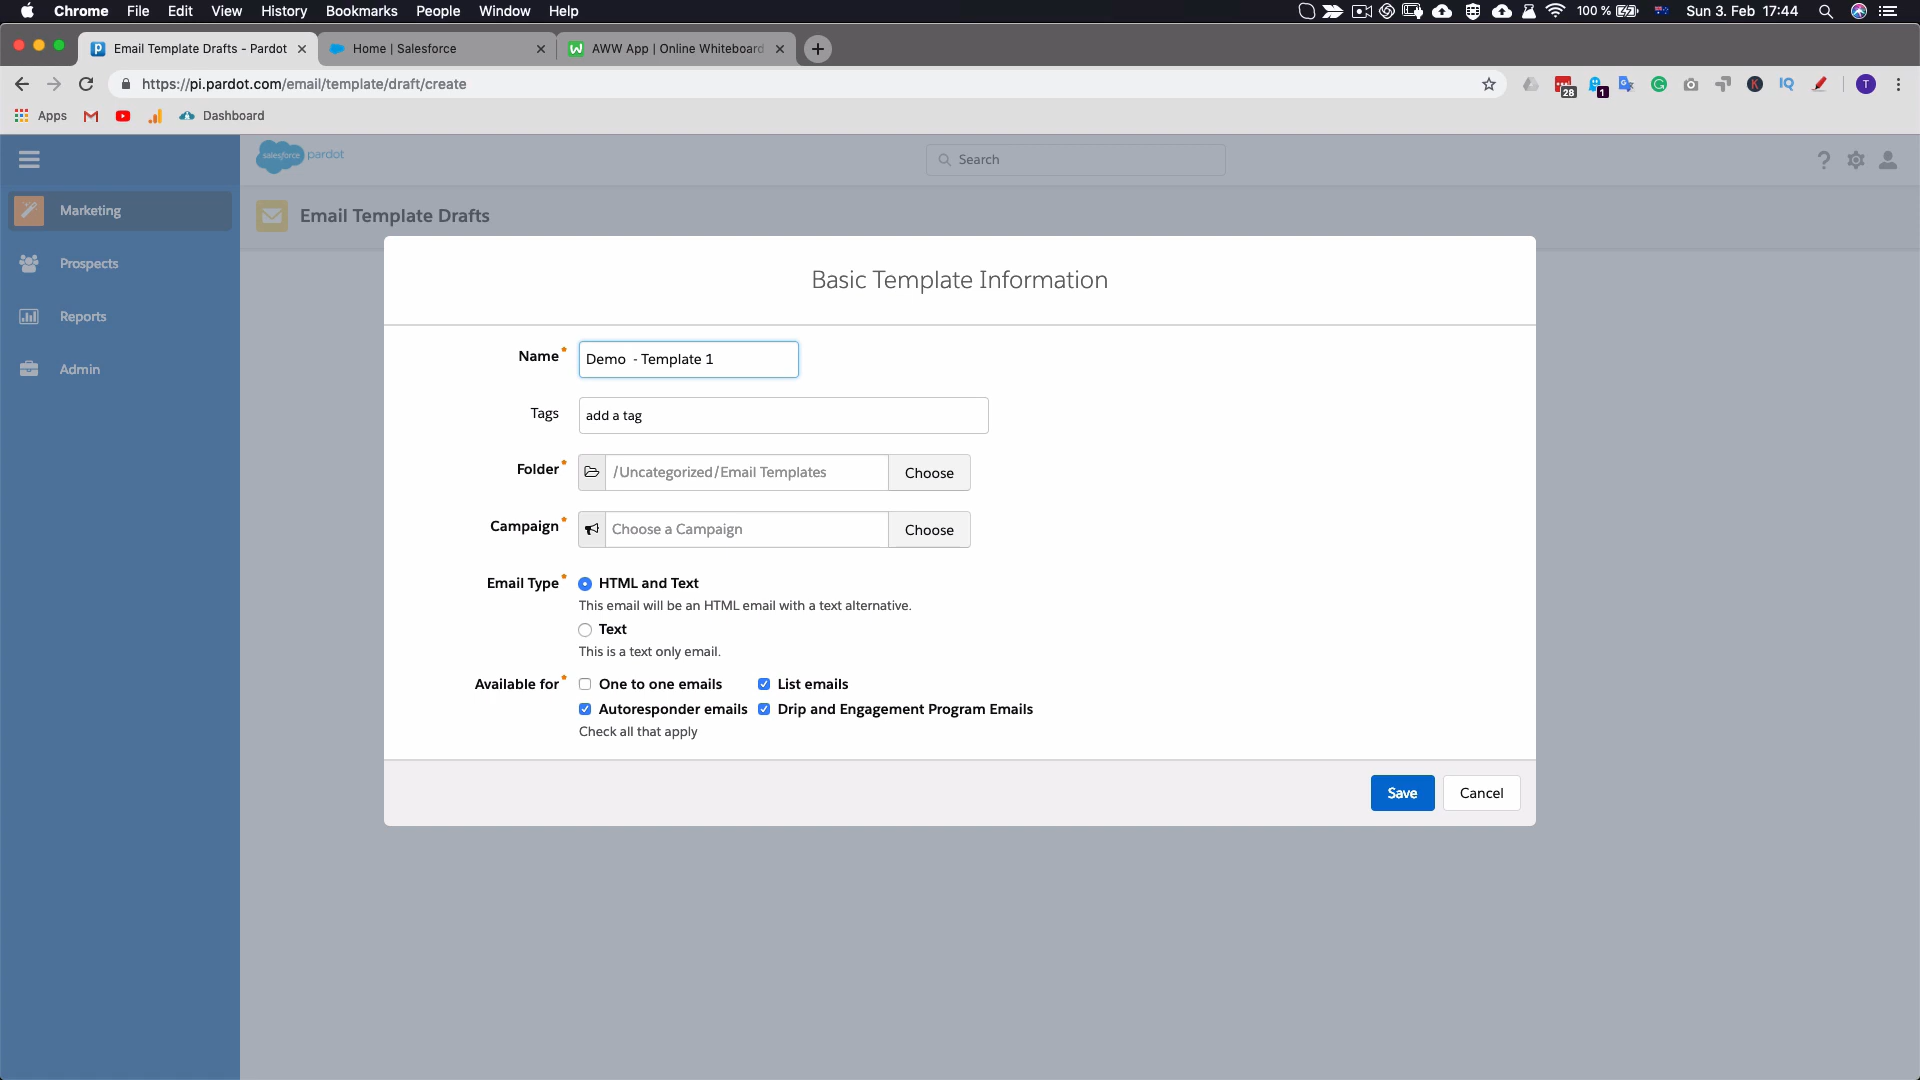 Chrome File Edit View History Bookmarks People Window Help 100 % Sun 3. Feb 17:44
Email Template Drafts - Pardot Home | Salesforce AWW App | Online Whiteboard
https://pi.pardot.com/email/template/draft/create 28 1 K IQ T
Apps Dashboard
salesforce pardot
Search
Marketing
Email Template Drafts
Prospects
Reports
Admin
Basic Template Information
Name* Demo - Template 1
Tags add a tag
Folder* /Uncategorized/Email Templates Choose
Campaign* Choose a Campaign Choose
Email Type* HTML and Text
This email will be an HTML email with a text alternative.
Text
This is a text only email.
Available for* One to one emails List emails
Autoresponder emails Drip and Engagement Program Emails
Check all that apply
Save Cancel